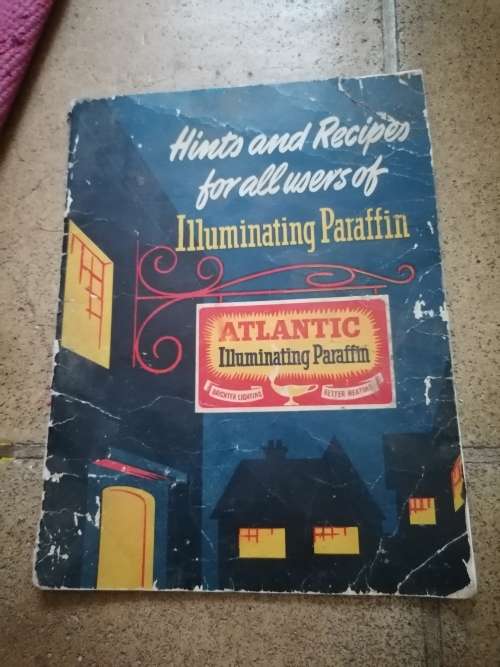 Hints and Recipes
for all users of
Illuminating Paraffin
ATLANTIC
Illuminating Paraffin
BRIGHTER LIGHTING
BETTER HEATING